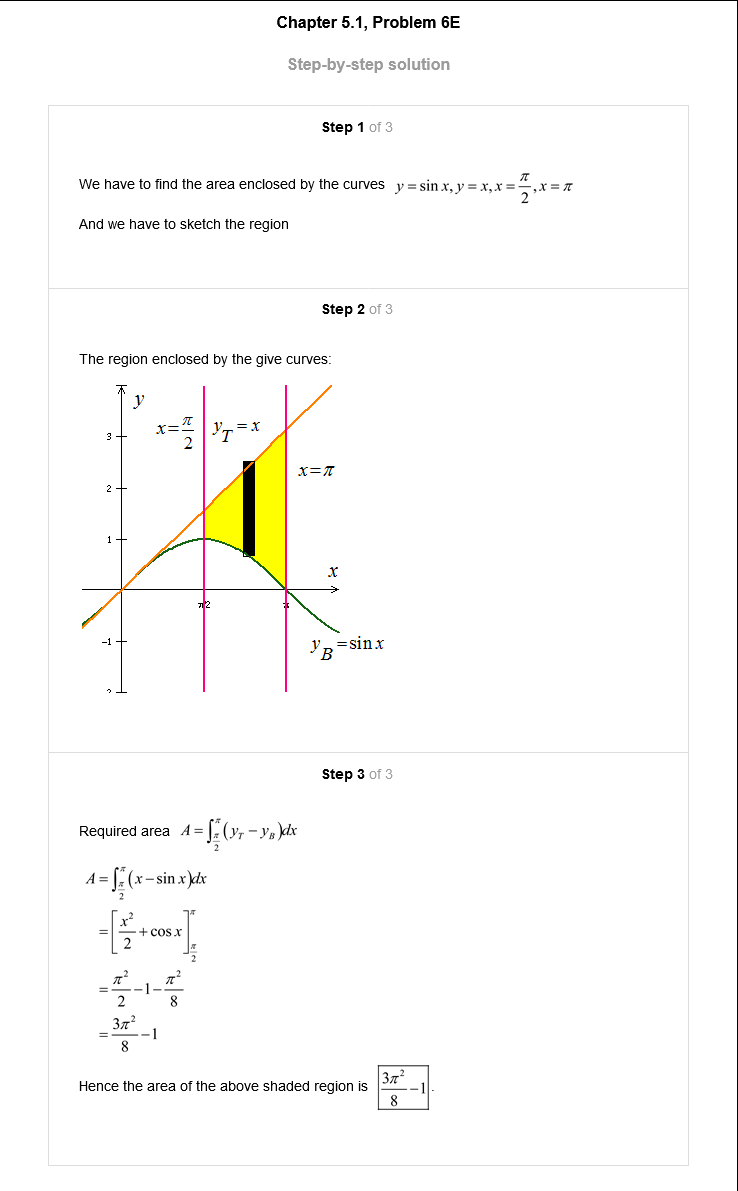 Chapter 5.1, Problem 6E
Step-by-step solution
Step 1 of 3
We have to find the area enclosed by the curves y = sin x, y = x, x = π/2, x = π
And we have to sketch the region
Step 2 of 3
The region enclosed by the give curves:
y
x = π/2
y_T = x
3
x = π
2
1
x
π/2
π
-1
y_B = sin x
2
Step 3 of 3
Required area A = ∫_{π/2}^{π} (y_T − y_B)dx
A = ∫_{π/2}^{π} (x − sin x)dx
= [x²/2 + cos x]_{π/2}^{π}
= π²/2 − 1 − π²/8
= 3π²/8 − 1
Hence the area of the above shaded region is 3π²/8 − 1.